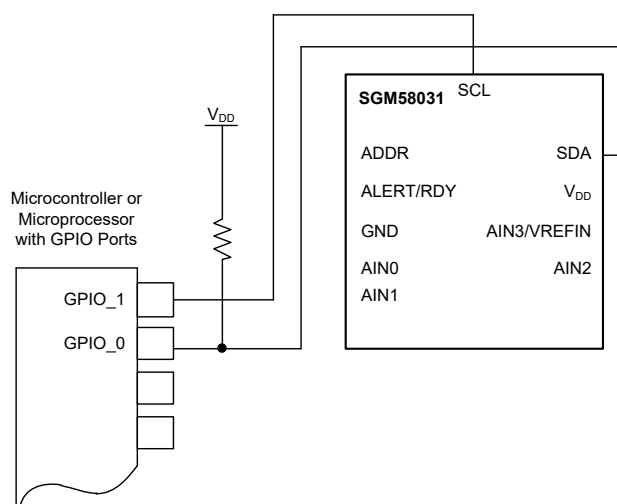 SCL
SGM58031
V_DD
ADDR
SDA
ALERT/RDY
V_DD
Microcontroller or
Microprocessor
with GPIO Ports
GND
AIN3/VREFIN
AIN0
AIN2
AIN1
GPIO_1
GPIO_0